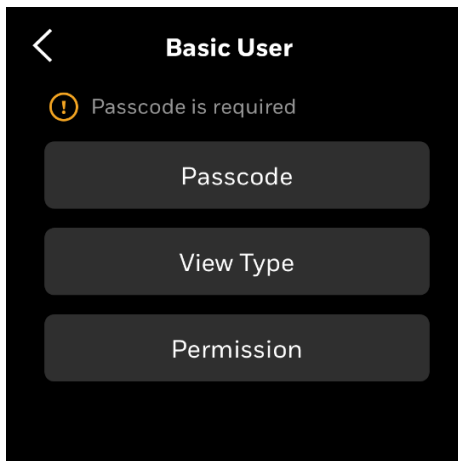 Basic User
Passcode is required
Passcode
View Type
Permission